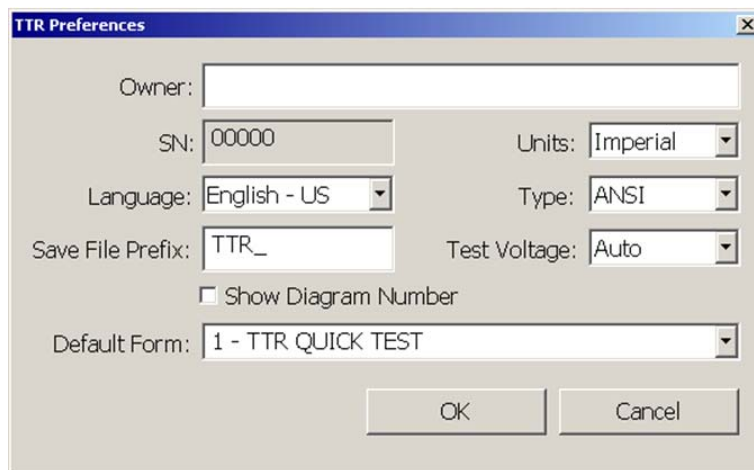 TTR Preferences
Owner:
SN: 00000 Units: Imperial
Language: English - US Type: ANSI
Save File Prefix: TTR_ Test Voltage: Auto
Show Diagram Number
Default Form: 1 - TTR QUICK TEST
OK Cancel